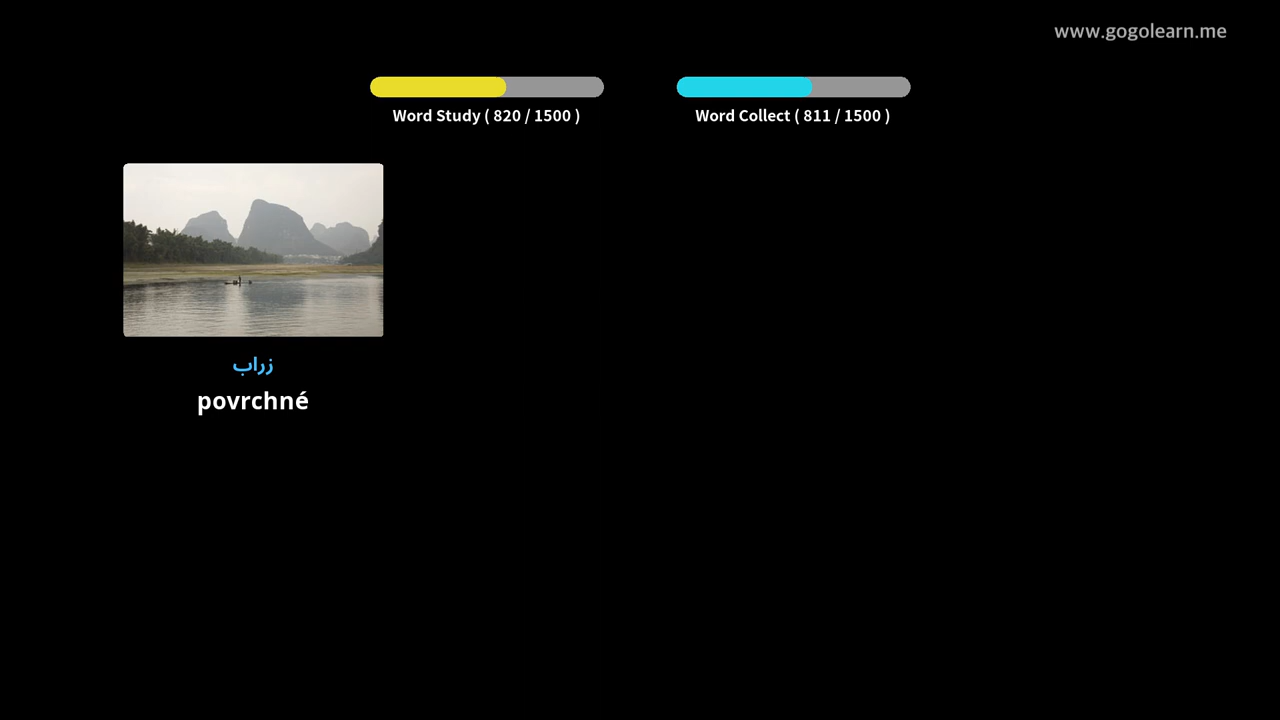 www.gogolearn.me
Word Study ( 820 / 1500 )
Word Collect ( 811 / 1500 )
زراب
povrchné